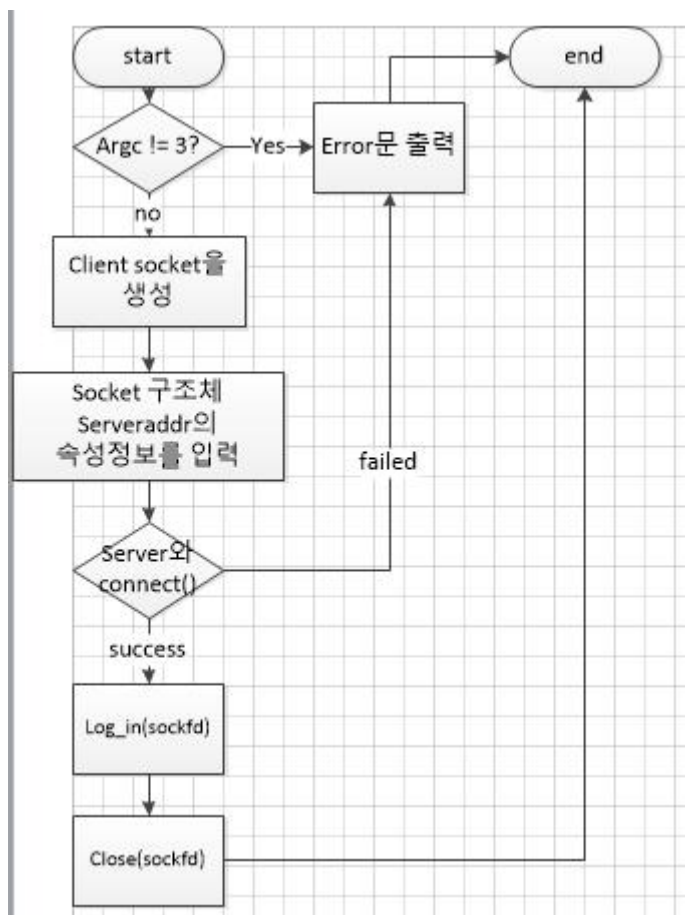 start
end
Argc != 3?
Yes
Error문 출력
no
Client socket을
생성
Socket 구조체
Serveraddr의
속성정보를 입력
failed
Server와
connect()
success
Log_in(sockfd)
Close(sockfd)